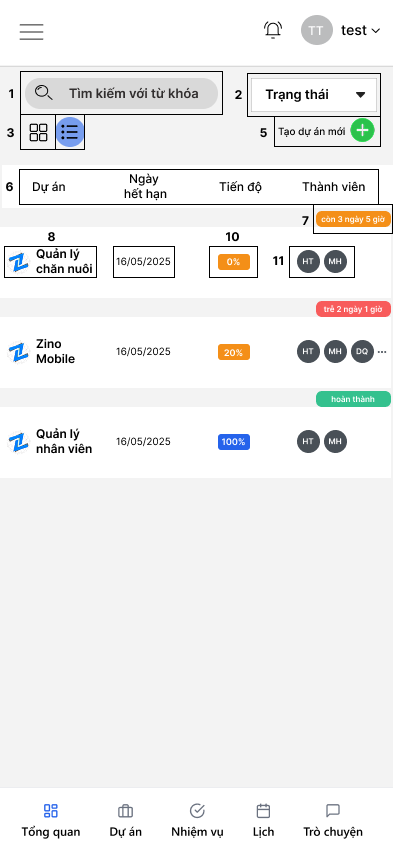 TT test
1 Tìm kiếm với từ khóa 2 Trạng thái
3 5 Tạo dự án mới
6 Dự án Ngày hết hạn Tiến độ Thành viên
7 còn 3 ngày 5 giờ
8 10
Quản lý
chăn nuôi 16/05/2025 0% 11 HT MH
trễ 2 ngày 1 giờ
Zino
Mobile 16/05/2025 20% HT MH DQ ...
hoàn thành
Quản lý
nhân viên 16/05/2025 100% HT MH
Tổng quan Dự án Nhiệm vụ Lịch Trò chuyện